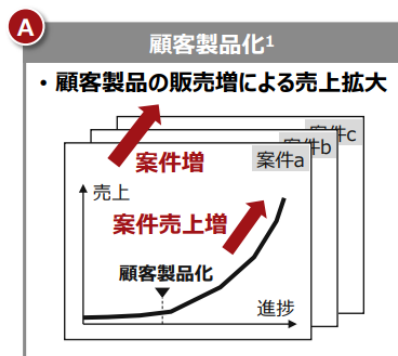 A
顧客製品化1
・顧客製品の販売増による売上拡大
案件c
案件b
案件a
案件増
売上
案件売上増
顧客製品化
進捗